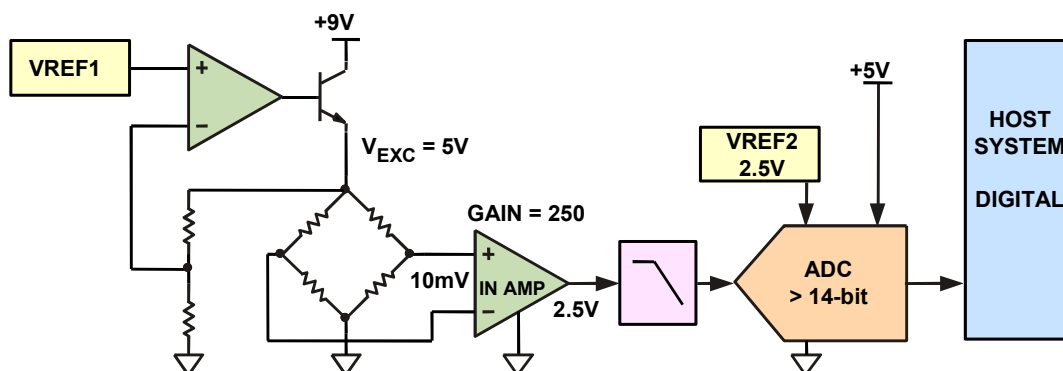 +9V
VREF1
+
−
V_EXC = 5V
+5V
VREF2
2.5V
HOST
SYSTEM
DIGITAL
GAIN = 250
+
10mV
IN AMP
−
2.5V
ADC
> 14-bit